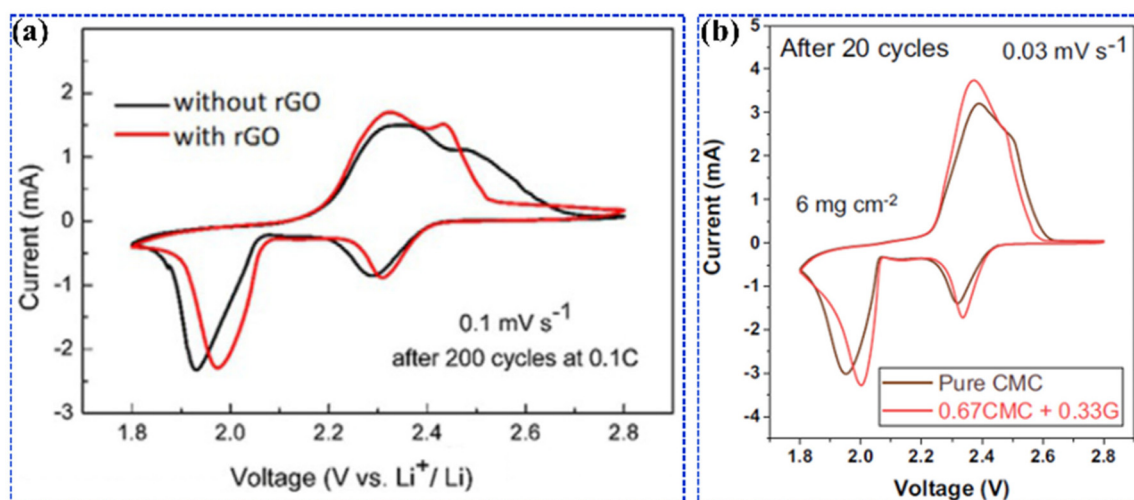 (a)
without rGO
with rGO
0.1 mV s-1
after 200 cycles at 0.1C
Current (mA)
2
1
0
-1
-2
-3
1.8 2.0 2.2 2.4 2.6 2.8
Voltage (V vs. Li+/ Li)
(b)
After 20 cycles 0.03 mV s-1
6 mg cm-2
Pure CMC
0.67CMC + 0.33G
Current (mA)
5
4
3
2
1
0
-1
-2
-3
-4
1.8 2.0 2.2 2.4 2.6 2.8
Voltage (V)